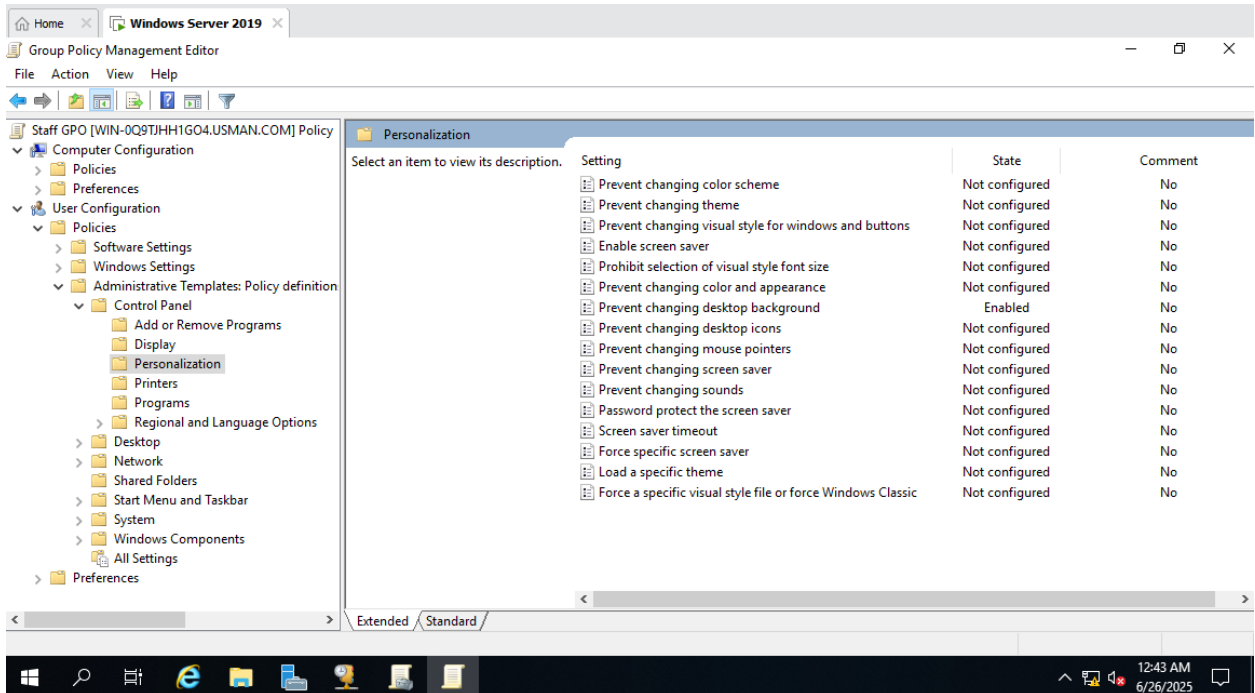 Home
Windows Server 2019
Group Policy Management Editor
File Action View Help
Staff GPO [WIN-0Q9TJHH1GO4.USMAN.COM] Policy
Computer Configuration
Policies
Preferences
User Configuration
Policies
Software Settings
Windows Settings
Administrative Templates: Policy definition
Control Panel
Add or Remove Programs
Display
Personalization
Printers
Programs
Regional and Language Options
Desktop
Network
Shared Folders
Start Menu and Taskbar
System
Windows Components
All Settings
Preferences
Personalization
Select an item to view its description.
Setting State Comment
Prevent changing color scheme Not configured No
Prevent changing theme Not configured No
Prevent changing visual style for windows and buttons Not configured No
Enable screen saver Not configured No
Prohibit selection of visual style font size Not configured No
Prevent changing color and appearance Not configured No
Prevent changing desktop background Enabled No
Prevent changing desktop icons Not configured No
Prevent changing mouse pointers Not configured No
Prevent changing screen saver Not configured No
Prevent changing sounds Not configured No
Password protect the screen saver Not configured No
Screen saver timeout Not configured No
Force specific screen saver Not configured No
Load a specific theme Not configured No
Force a specific visual style file or force Windows Classic Not configured No
Extended Standard
12:43 AM
6/26/2025